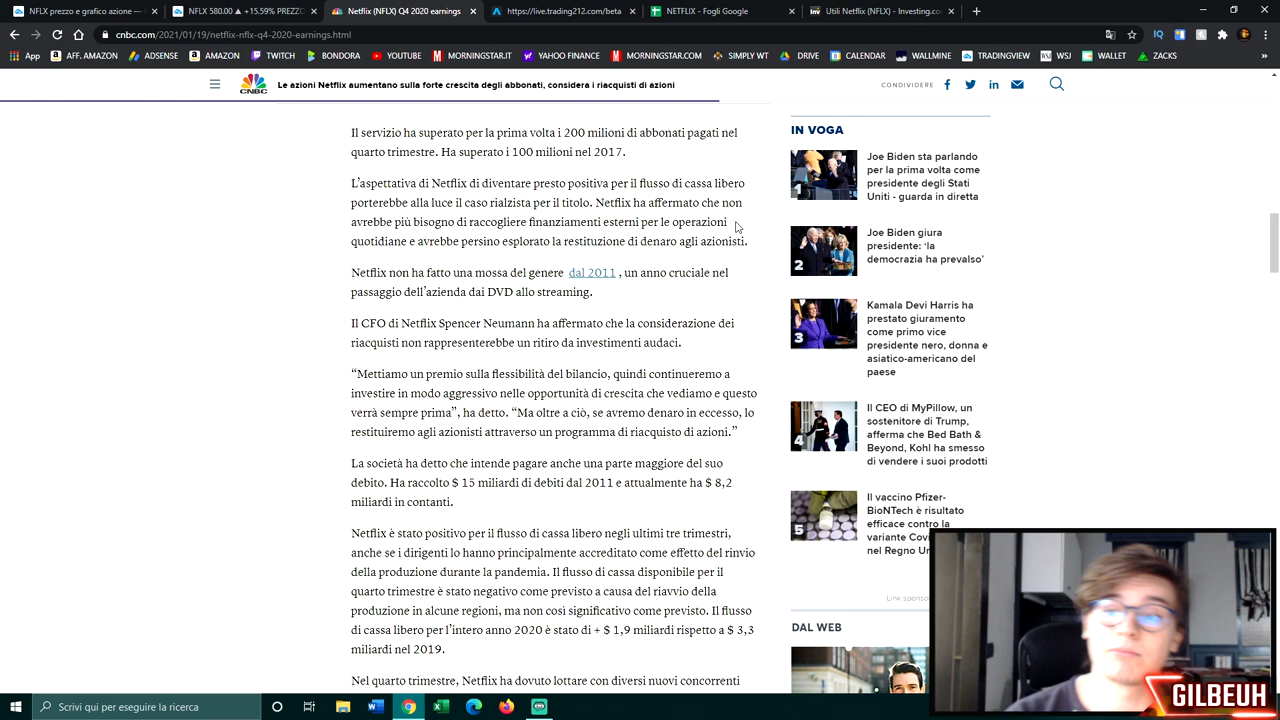 NFLX 580.00 ▲ +15.59% PREZZO
Netflix (NFLX) Q4 2020 earnings
https://live.trading212.com/beta
NETFLIX - Fogli Google
Utile Netflix (NFLX) | Investing.co
cnbc.com/2021/01/19/netflix-nflx-q4-2020-earnings.html
App
AFF. AMAZON
ADSENSE
AMAZON
TWITCH
BONDORA
YOUTUBE
MORNINGSTAR.IT
YAHOO FINANCE
MORNINGSTAR.COM
SIMPLY WT
DRIVE
CALENDAR
WALLMINE
TRADINGVIEW
WSJ
WALLET
ZACKS
CNBC
Le azioni Netflix aumentano sulla forte crescita degli abbonati, considera i riacquisti di azioni
CONDIVIDERE
Il servizio ha superato per la prima volta i 200 milioni di abbonati pagati nel
quarto trimestre. Ha superato i 100 milioni nel 2017.
L'aspettativa di Netflix di diventare presto positiva per il flusso di cassa libero
porterebbe alla luce il caso rialzista per il titolo. Netflix ha affermato che non
avrebbe più bisogno di raccogliere finanziamenti esterni per le operazioni
quotidiane e avrebbe persino esplorato la restituzione di denaro agli azionisti.
Netflix non ha fatto una mossa del genere dal 2011 , un anno cruciale nel
passaggio dell'azienda dai DVD allo streaming.
Il CFO di Netflix Spencer Neumann ha affermato che la considerazione dei
riacquisti non rappresenterebbe un ritiro da investimenti audaci.
“Mettiamo un premio sulla flessibilità del bilancio, quindi continueremo a
investire in modo aggressivo nelle opportunità di crescita che vediamo e questo
verrà sempre prima”, ha detto. “Ma oltre a ciò, se avremo denaro in eccesso, lo
restituiremo agli azionisti attraverso un programma di riacquisto di azioni.”
La società ha detto che intende pagare anche una parte maggiore del suo
debito. Ha raccolto $ 15 miliardi di debiti dal 2011 e attualmente ha $ 8,2
miliardi in contanti.
Netflix è stato positivo per il flusso di cassa libero negli ultimi tre trimestri,
anche se i dirigenti lo hanno principalmente accreditato come effetto del rinvio
della produzione durante la pandemia. Il flusso di cassa disponibile per il
quarto trimestre è stato negativo come previsto a causa del riavvio della
produzione in alcune regioni, ma non così significativo come previsto. Il flusso
di cassa libero per l'intero anno 2020 è stato di + $ 1,9 miliardi rispetto a $ 3,3
miliardi nel 2019.
Nel quarto trimestre, Netflix ha dovuto lottare con diversi nuovi concorrenti
IN VOGA
1
Joe Biden sta parlando
per la prima volta come
presidente degli Stati
Uniti - guarda in diretta
2
Joe Biden giura
presidente: ‘la
democrazia ha prevalso’
3
Kamala Devi Harris ha
prestato giuramento
come primo vice
presidente nero, donna e
asiatico-americano del
paese
4
Il CEO di MyPillow, un
sostenitore di Trump,
afferma che Bed Bath &
Beyond, Kohl ha smesso
di vendere i suoi prodotti
5
Il vaccino Pfizer-
BioNTech è risultato
efficace contro la
variante Covi
nel Regno Un
Link sponso
DAL WEB
GILBEUH
Scrivi qui per eseguire la ricerca